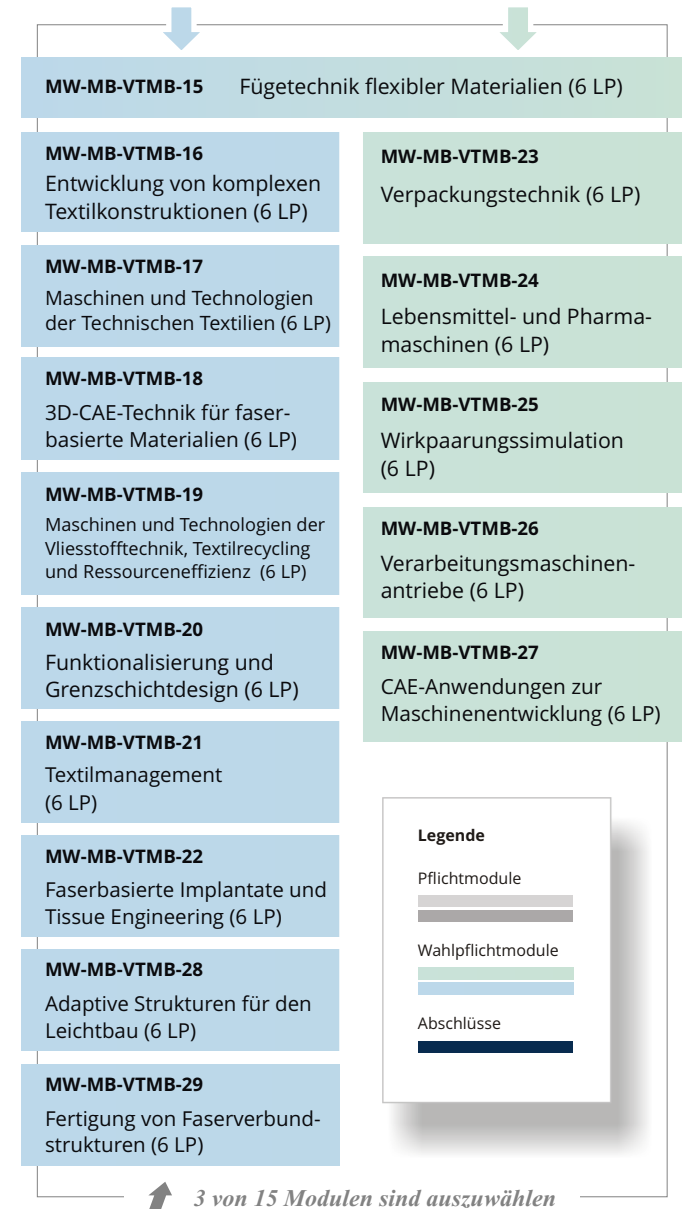 MW-MB-VTMB-15 Fügetechnik flexibler Materialien (6 LP)
MW-MB-VTMB-16
Entwicklung von komplexen
Textilkonstruktionen (6 LP)
MW-MB-VTMB-17
Maschinen und Technologien
der Technischen Textilien (6 LP)
MW-MB-VTMB-18
3D-CAE-Technik für faser-
basierte Materialien (6 LP)
MW-MB-VTMB-19
Maschinen und Technologien der
Vliesstofftechnik, Textilrecycling
und Ressourceneffizienz (6 LP)
MW-MB-VTMB-20
Funktionalisierung und
Grenzschichtdesign (6 LP)
MW-MB-VTMB-21
Textilmanagement
(6 LP)
MW-MB-VTMB-22
Faserbasierte Implantate und
Tissue Engineering (6 LP)
MW-MB-VTMB-28
Adaptive Strukturen für den
Leichtbau (6 LP)
MW-MB-VTMB-29
Fertigung von Faserverbund-
strukturen (6 LP)
MW-MB-VTMB-23
Verpackungstechnik (6 LP)
MW-MB-VTMB-24
Lebensmittel- und Pharma-
maschinen (6 LP)
MW-MB-VTMB-25
Wirkpaarungssimulation
(6 LP)
MW-MB-VTMB-26
Verarbeitungsmaschinen-
antriebe (6 LP)
MW-MB-VTMB-27
CAE-Anwendungen zur
Maschinenentwicklung (6 LP)
Legende
Pflichtmodule
Wahlpflichtmodule
Abschlüsse
3 von 15 Modulen sind auszuwählen